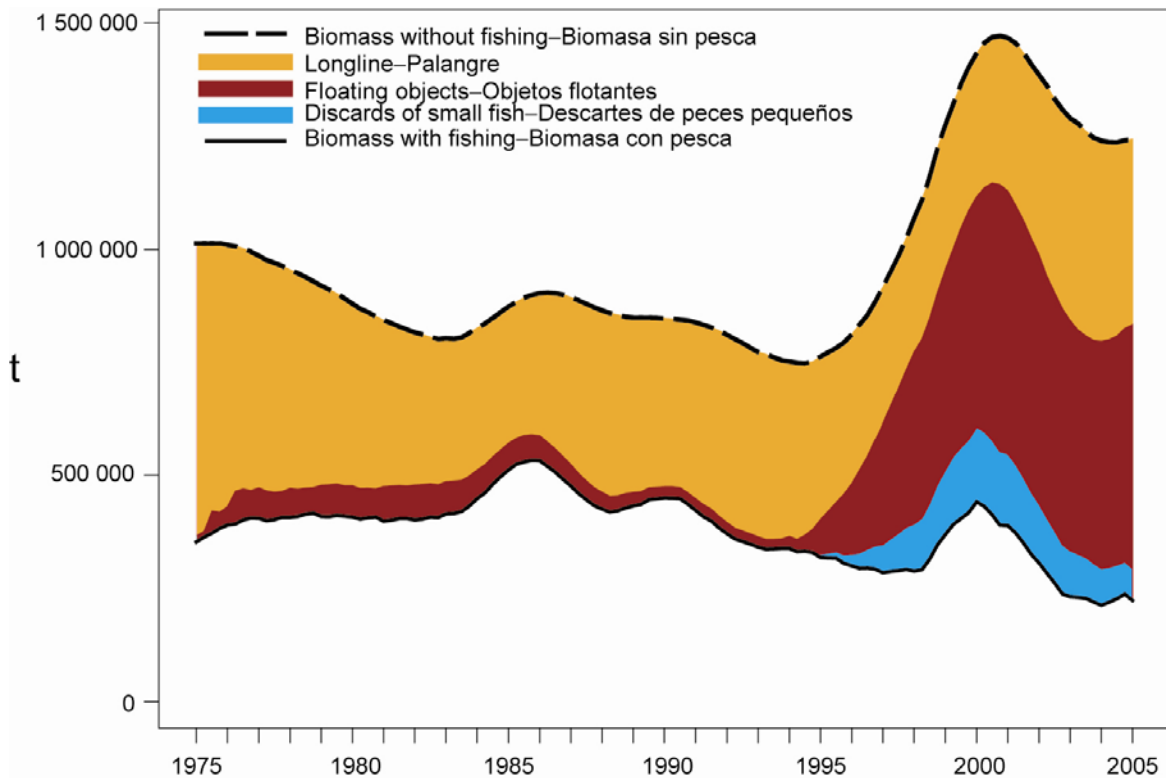 1 500 000
Biomass without fishing–Biomasa sin pesca
Longline–Palangre
Floating objects–Objetos flotantes
Discards of small fish–Descartes de peces pequeños
Biomass with fishing–Biomasa con pesca
1 000 000
t
500 000
0
1975 1980 1985 1990 1995 2000 2005